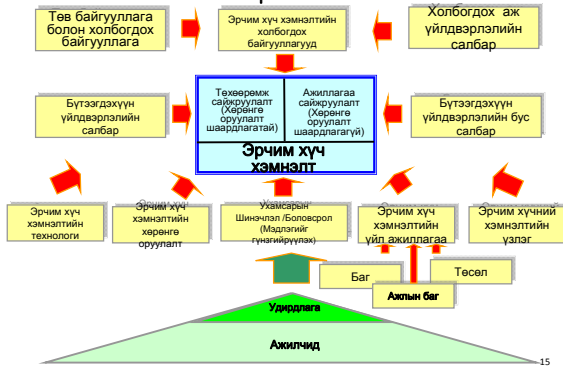 Төв байгууллага
болон холбогдох
байгууллага
Эрчим хүч хэмнэлтийн
холбогдох
байгууллагууд
Холбогдох аж
үйлдвэрлэлийн
салбар
Бүтээгдэхүүн
үйлдвэрлэлийн
салбар
Төхөөрөмж
сайжруулалт
(Хөрөнгө
оруулалт
шаардлагатай)
Ажиллагаа
сайжруулалт
(Хөрөнгө
оруулалт
шаардлагагүй)
Эрчим хүч
хэмнэлт
Бүтээгдэхүүн
үйлдвэрлэлийн бус
салбар
Эрчим хүч
хэмнэлтийн
технологи
Эрчим хүч
хэмнэлтийн
хөрөнгө
оруулалт
Ухамсарын
Шинэчлэл /Боловсрол
(Мэдлэгийг
гүнзгийрүүлэх)
Эрчим хүч
хэмнэлтийн
үйл ажиллагаа
Эрчим хүчний
хэмнэлтийн
үзлэг
Баг
Төсөл
Ажлын баг
Удирдлага
Ажилчид
15